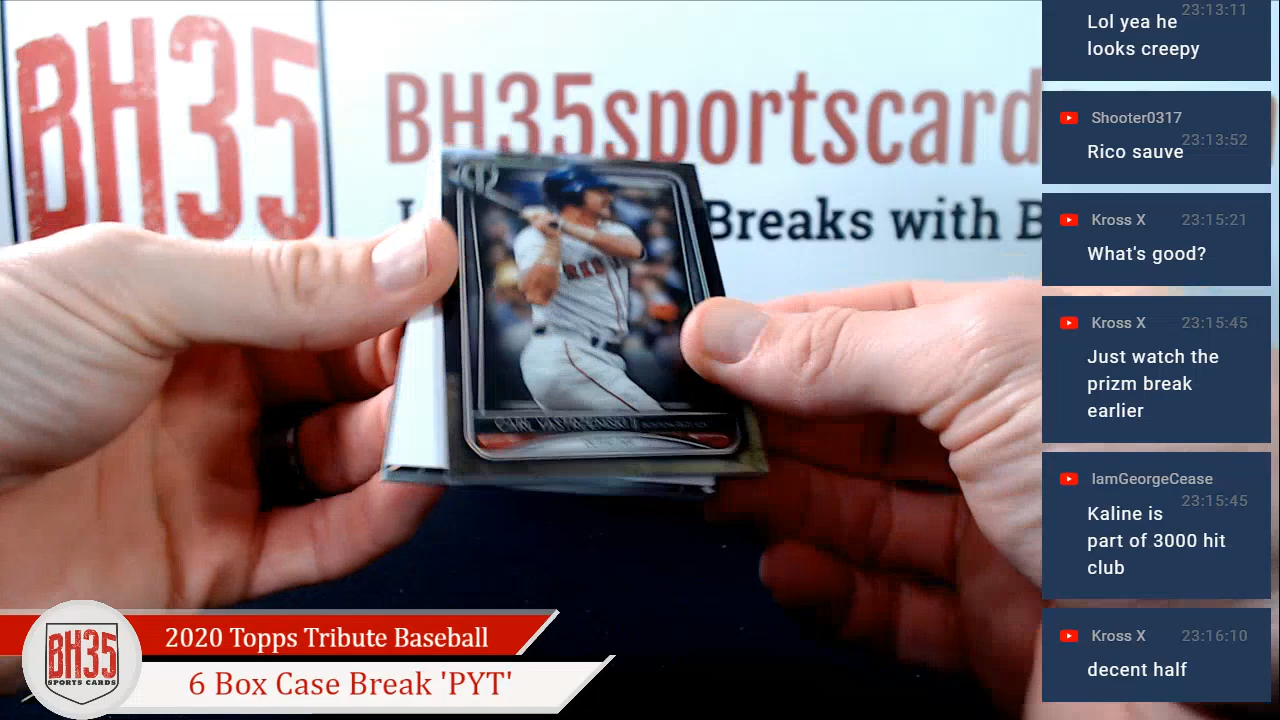 BH35
BH35sportscard
Breaks with B
RED
CARL YASTRZEMSKI
2020 Topps Tribute Baseball
6 Box Case Break 'PYT'
BH35
SPORTS CARDS
23:13:11
Lol yea he
looks creepy
Shooter0317
23:13:52
Rico sauve
Kross X 23:15:21
What's good?
Kross X 23:15:45
Just watch the
prizm break
earlier
IamGeorgeCease
23:15:45
Kaline is
part of 3000 hit
club
Kross X 23:16:10
decent half